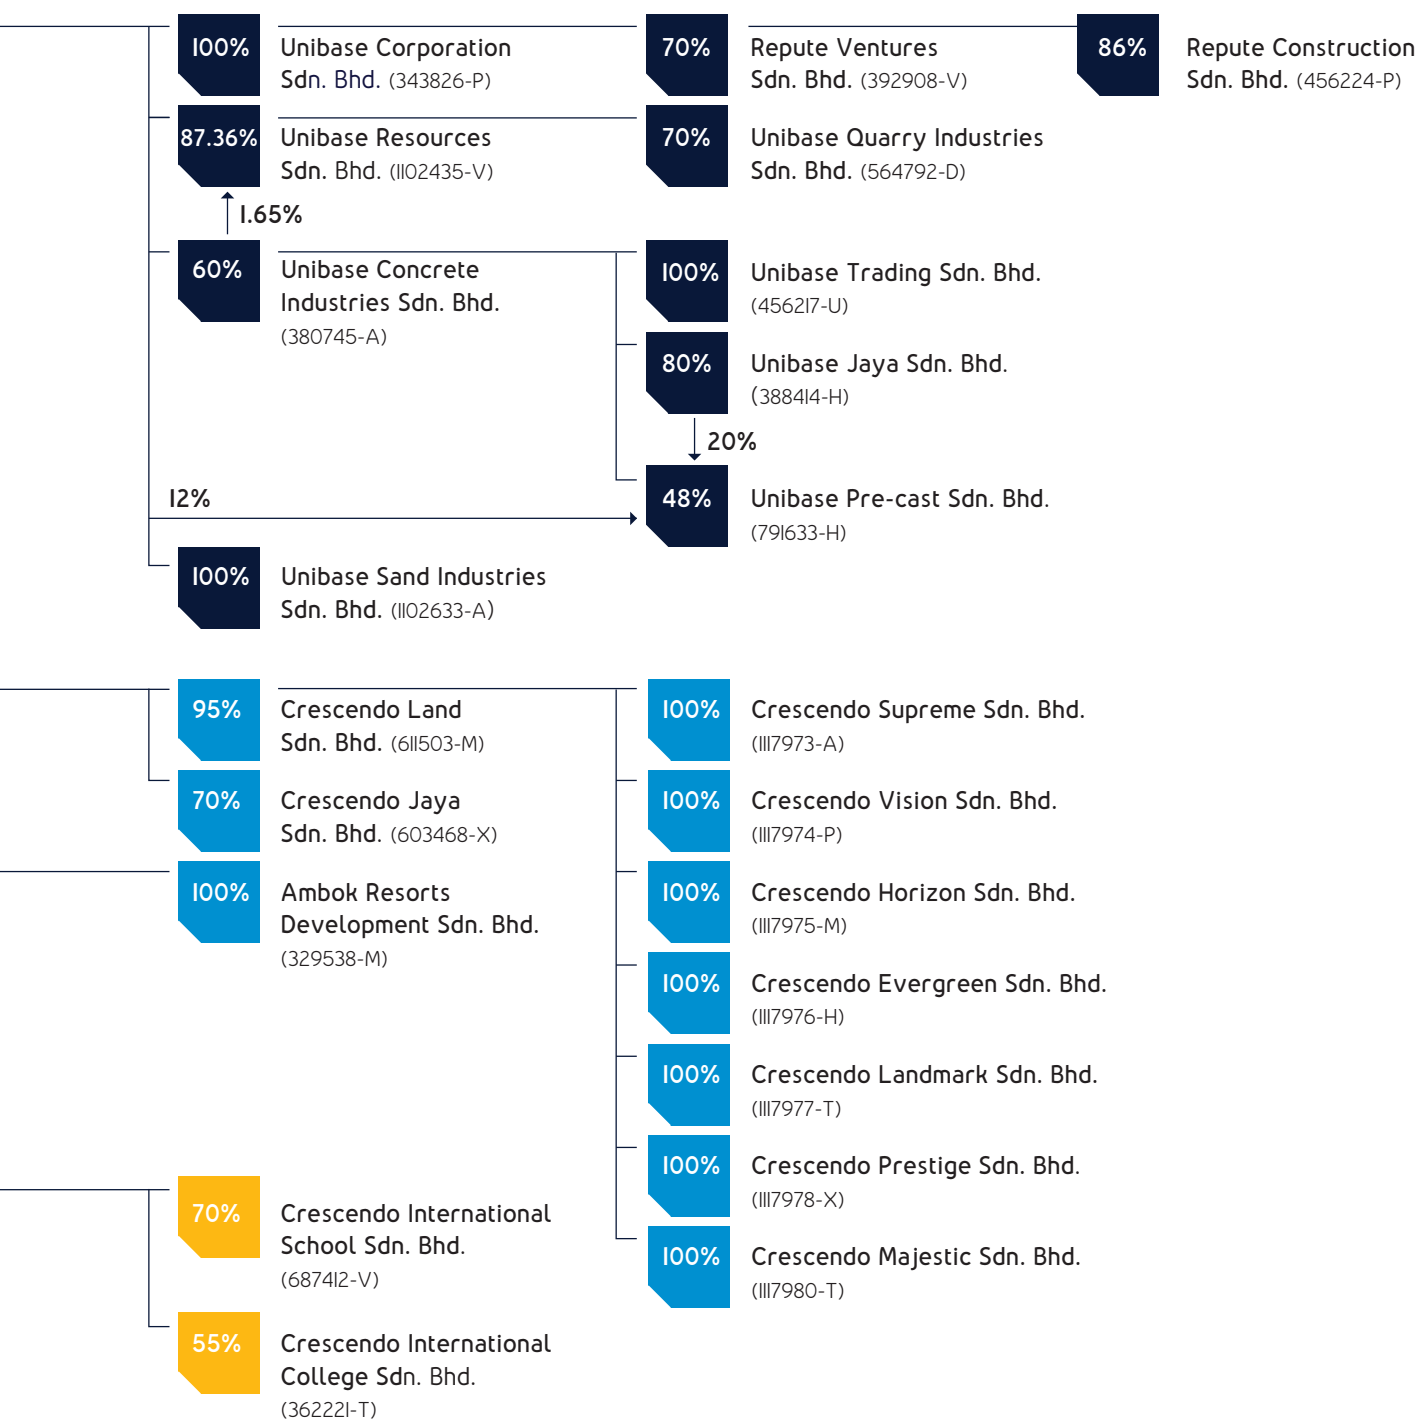 100%
Unibase Corporation
Sdn. Bhd. (343826-P)
70%
Repute Ventures
Sdn. Bhd. (392908-V)
86%
Repute Construction
Sdn. Bhd. (456224-P)
87.36%
Unibase Resources
Sdn. Bhd. (1102435-V)
70%
Unibase Quarry Industries
Sdn. Bhd. (564792-D)
1.65%
60%
Unibase Concrete
Industries Sdn. Bhd.
(380745-A)
100%
Unibase Trading Sdn. Bhd.
(456217-U)
80%
Unibase Jaya Sdn. Bhd.
(388414-H)
20%
12%
48%
Unibase Pre-cast Sdn. Bhd.
(791633-H)
100%
Unibase Sand Industries
Sdn. Bhd. (1102633-A)
95%
Crescendo Land
Sdn. Bhd. (611503-M)
70%
Crescendo Jaya
Sdn. Bhd. (603468-X)
100%
Ambok Resorts
Development Sdn. Bhd.
(329538-M)
100%
Crescendo Supreme Sdn. Bhd.
(1117973-A)
100%
Crescendo Vision Sdn. Bhd.
(1117974-P)
100%
Crescendo Horizon Sdn. Bhd.
(1117975-M)
100%
Crescendo Evergreen Sdn. Bhd.
(1117976-H)
100%
Crescendo Landmark Sdn. Bhd.
(1117977-T)
100%
Crescendo Prestige Sdn. Bhd.
(1117978-X)
100%
Crescendo Majestic Sdn. Bhd.
(1117980-T)
70%
Crescendo International
School Sdn. Bhd.
(687412-V)
55%
Crescendo International
College Sdn. Bhd.
(362221-T)